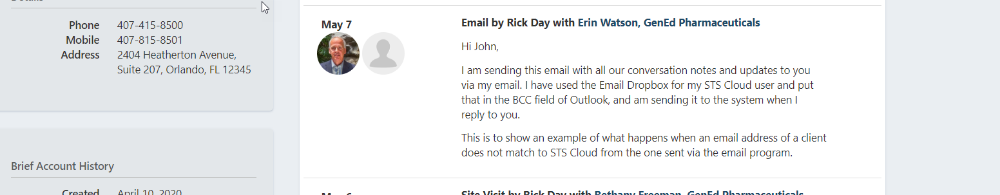 Details
Phone 407-415-8500
Mobile 407-815-8501
Address 2404 Heatherton Avenue,
Suite 207, Orlando, FL 12345
Brief Account History
Created April 10, 2020
May 7
Email by Rick Day with Erin Watson, GenEd Pharmaceuticals
Hi John,
I am sending this email with all our conversation notes and updates to you
via my email. I have used the Email Dropbox for my STS Cloud user and put
that in the BCC field of Outlook, and am sending it to the system when I
reply to you.
This is to show an example of what happens when an email address of a client
does not match to STS Cloud from the one sent via the email program.
May 6
Site Visit by Rick Day with Bethany Freeman, GenEd Pharmaceuticals